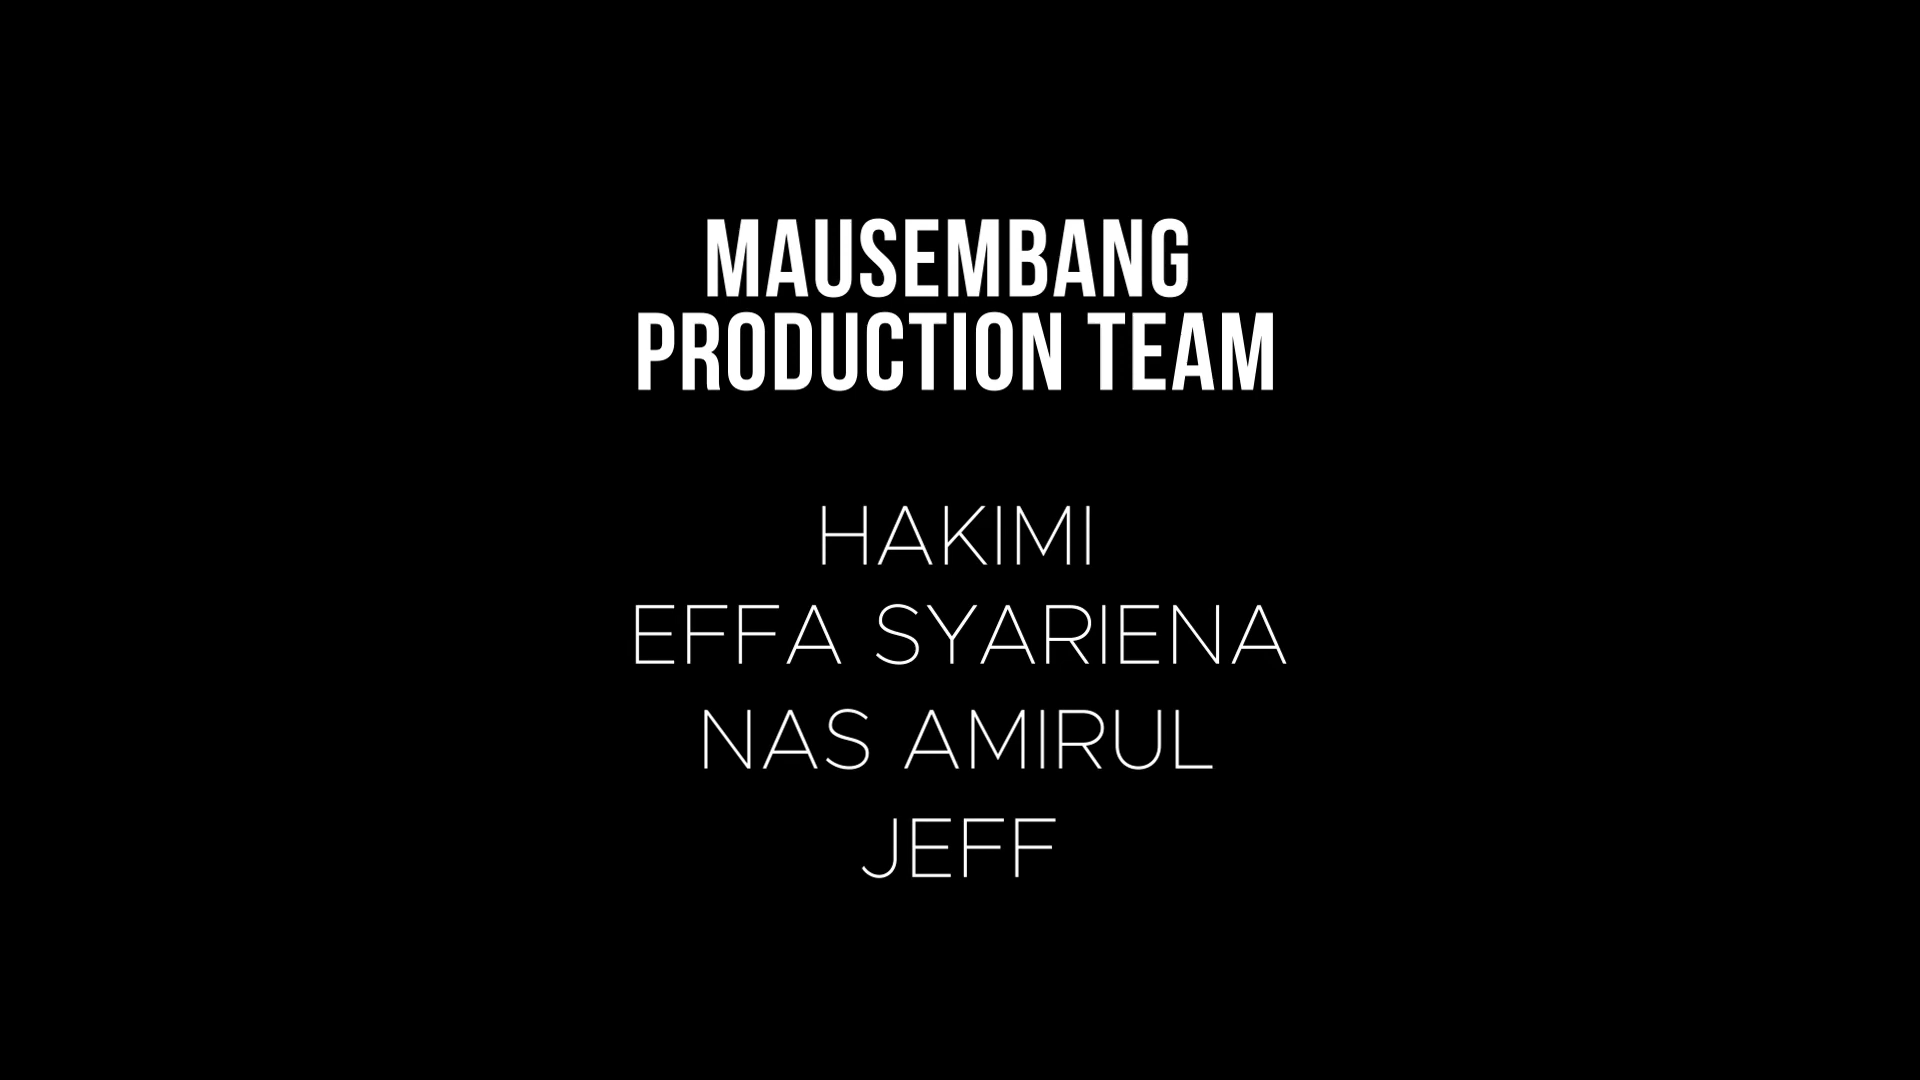 MAUSEMBANG
PRODUCTION TEAM
HAKIMI
EFFA SYARIENA
NAS AMIRUL
JEFF